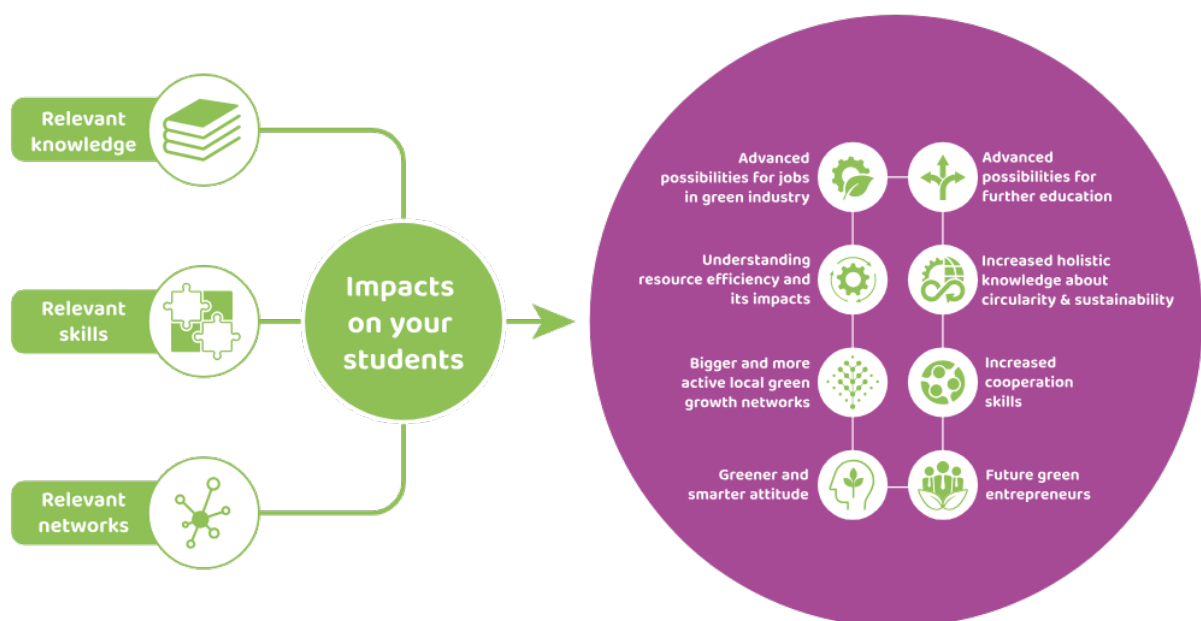 Relevant
knowledge
Relevant
skills
Relevant
networks
Impacts
on your
students
Advanced
possibilities for jobs
in green industry
Advanced
possibilities for
further education
Understanding
resource efficiency and
its impacts
Increased holistic
knowledge about
circularity & sustainability
Bigger and more
active local green
growth networks
Increased
cooperation
skills
Greener and
smarter attitude
Future green
entrepreneurs